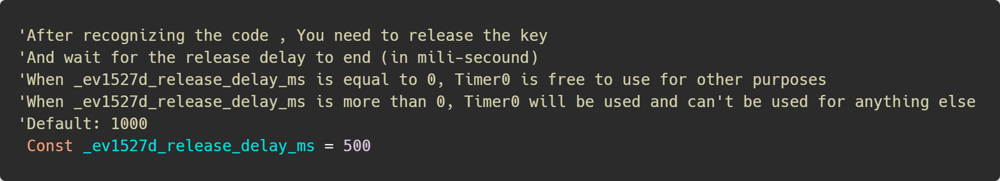 'After recognizing the code , You need to release the key
'And wait for the release delay to end (in mili-secound)
'When _ev1527d_release_delay_ms is equal to 0, Timer0 is free to use for other purposes
'When _ev1527d_release_delay_ms is more than 0, Timer0 will be used and can't be used for anything else
'Default: 1000
Const _ev1527d_release_delay_ms = 500